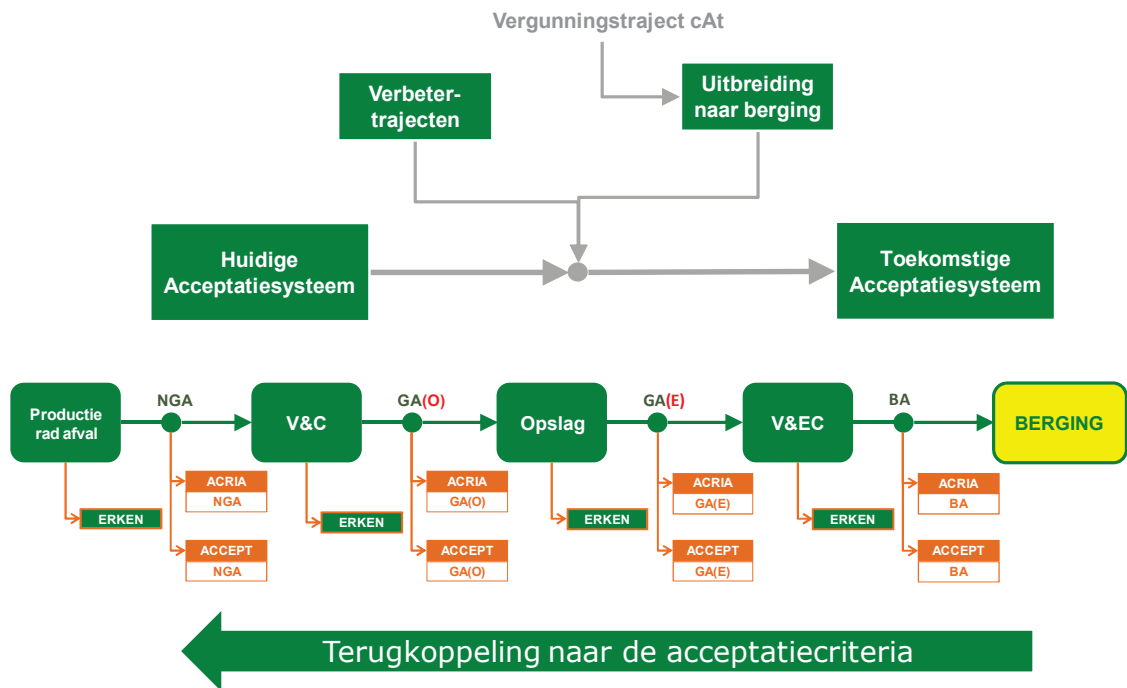 Vergunningstraject cAt
Verbeter-
trajecten
Uitbreiding
naar berging
Huidige
Acceptatiesysteem
Toekomstige
Acceptatiesysteem
Productie
rad afval
NGA
V&C
GA(O)
Opslag
GA(E)
V&EC
BA
BERGING
ERKEN
ACRIA
NGA
ACCEPT
NGA
ERKEN
ACRIA
GA(O)
ACCEPT
GA(O)
ERKEN
ACRIA
GA(E)
ACCEPT
GA(E)
ERKEN
ACRIA
BA
ACCEPT
BA
Terugkoppeling naar de acceptatiecriteria